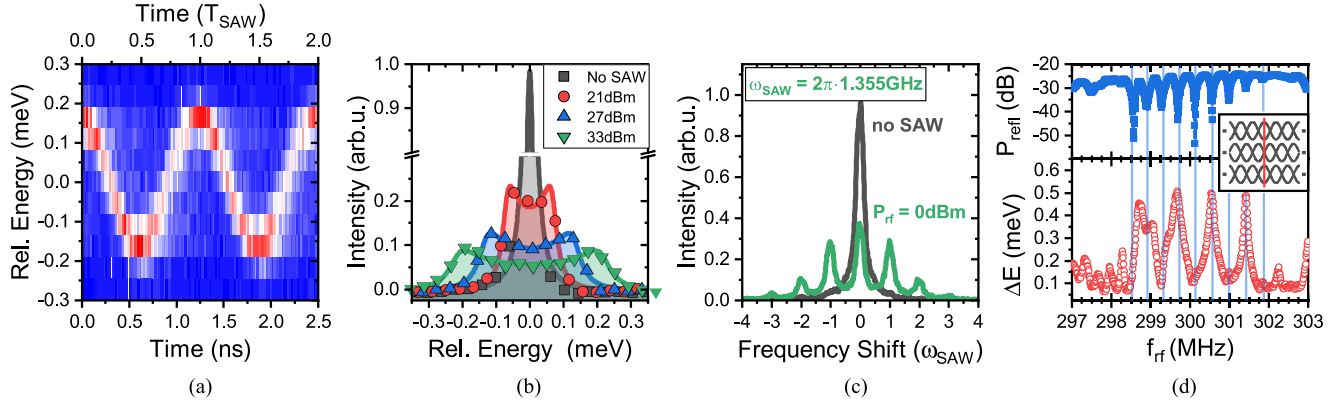 Time (T_SAW)
0.0 0.5 1.0 1.5 2.0
Rel. Energy (meV)
0.3
0.2
0.1
0.0
-0.1
-0.2
-0.3
0.0 0.5 1.0 1.5 2.0 2.5
Time (ns)
(a)
Intensity (arb.u.)
1.0
0.8
0.2
0.1
0.0
No SAW
21dBm
27dBm
33dBm
-0.3 -0.2 -0.1 0.0 0.1 0.2 0.3
Rel. Energy (meV)
(b)
Intensity (arb.u.)
1.0
0.8
0.6
0.4
0.2
0.0
ω_SAW = 2π·1.355GHz
no SAW
P_rf = 0dBm
-4 -3 -2 -1 0 1 2 3 4
Frequency Shift (ω_SAW)
(c)
P_refl (dB)
-20
-30
-40
-50
ΔE (meV)
0.6
0.5
0.4
0.3
0.2
0.1
297 298 299 300 301 302 303
f_rf (MHz)
(d)